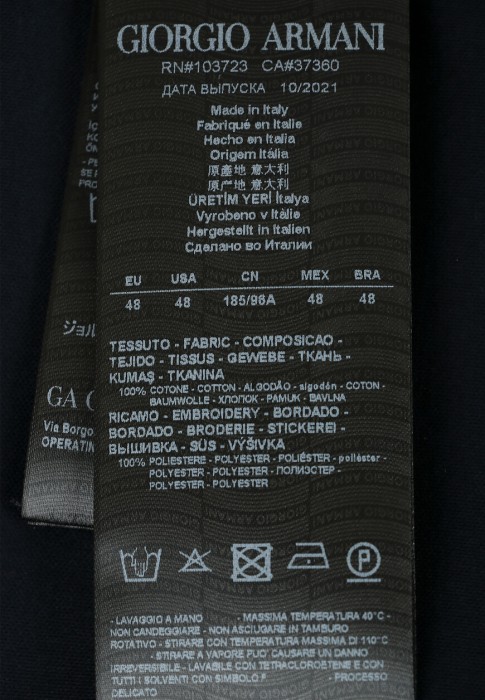 GIORGIO ARMANI
RN#103723 CA#37360
ДАТА ВЫПУСКА 10/2021
Made in Italy
Fabriqué en Italie
Hecho en Italia
Origem Itália
原產地 意大利
原产地 意大利
ÜRETİM YERİ İtalya
Vyrobeno v Itálie
Hergestellt in Italien
Сделано во Италии
EU USA CN MEX BRA
48 48 185/96A 48 48
TESSUTO - FABRIC - COMPOSICAO -
TEJIDO - TISSUS - GEWEBE - ТКАНЬ -
KUMAŞ - TKANINA
100% COTONE - COTTON - ALGODÃO - algodón - COTON -
BAUMWOLLE - ХЛОПОК - PAMUK - BAVLNA
RICAMO - EMBROIDERY - BORDADO -
BORDADO - BRODERIE - STICKEREI -
ВЫШИВКА - SÜS - VÝŠIVKA
100% POLIESTERE - POLYESTER - POLIÉSTER - poliéster -
POLYESTER - POLYESTER - ПОЛИЭСТЕР -
POLYESTER - POLYESTER
P
- LAVAGGIO A MANO - MASSIMA TEMPERATURA 40°C -
NON CANDEGGIARE - NON ASCIUGARE IN TAMBURO
ROTATIVO - STIRARE CON TEMPERATURA MASSIMA DI 110°C
- STIRARE A VAPORE PUO' CAUSARE UN DANNO
IRREVERSIBILE - LAVABILE CON TETRACLOROETENE E CON
TUTTI I SOLVENTI CON SIMBOLO F - PROCESSO
DELICATO
ジョル
GA
Via Borgo
OPERATIN